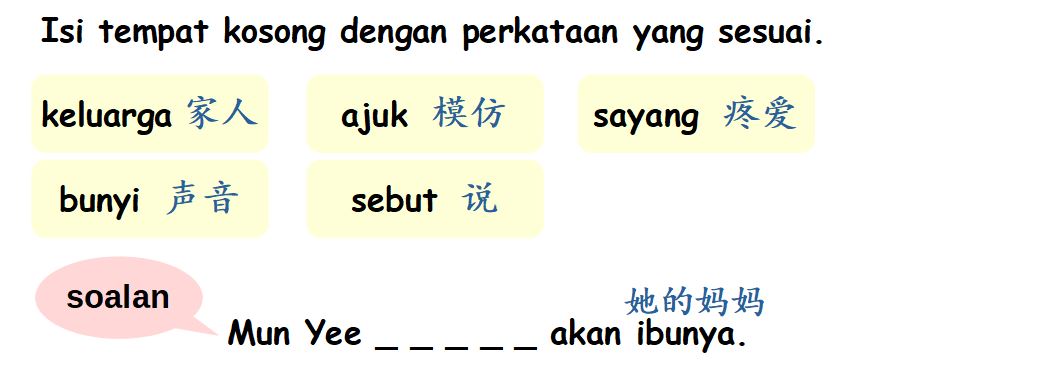 Isi tempat kosong dengan perkataan yang sesuai.
keluarga 家人 ajuk 模仿 sayang 疼爱
bunyi 声音 sebut 说
soalan
她的妈妈
Mun Yee _ _ _ _ _ akan ibunya.